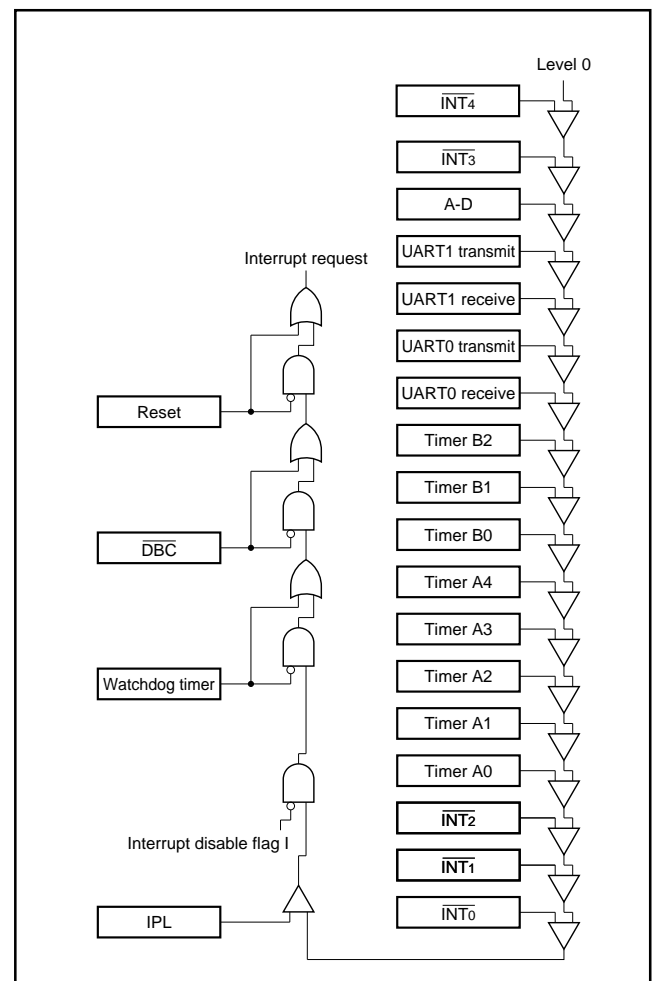 Level 0
INT4
INT3
A-D
UART1 transmit
Interrupt request
UART1 receive
UART0 transmit
UART0 receive
Reset
Timer B2
Timer B1
Timer B0
DBC
Timer A4
Timer A3
Timer A2
Watchdog timer
Timer A1
Timer A0
INT2
Interrupt disable flag I
INT1
INT0
IPL